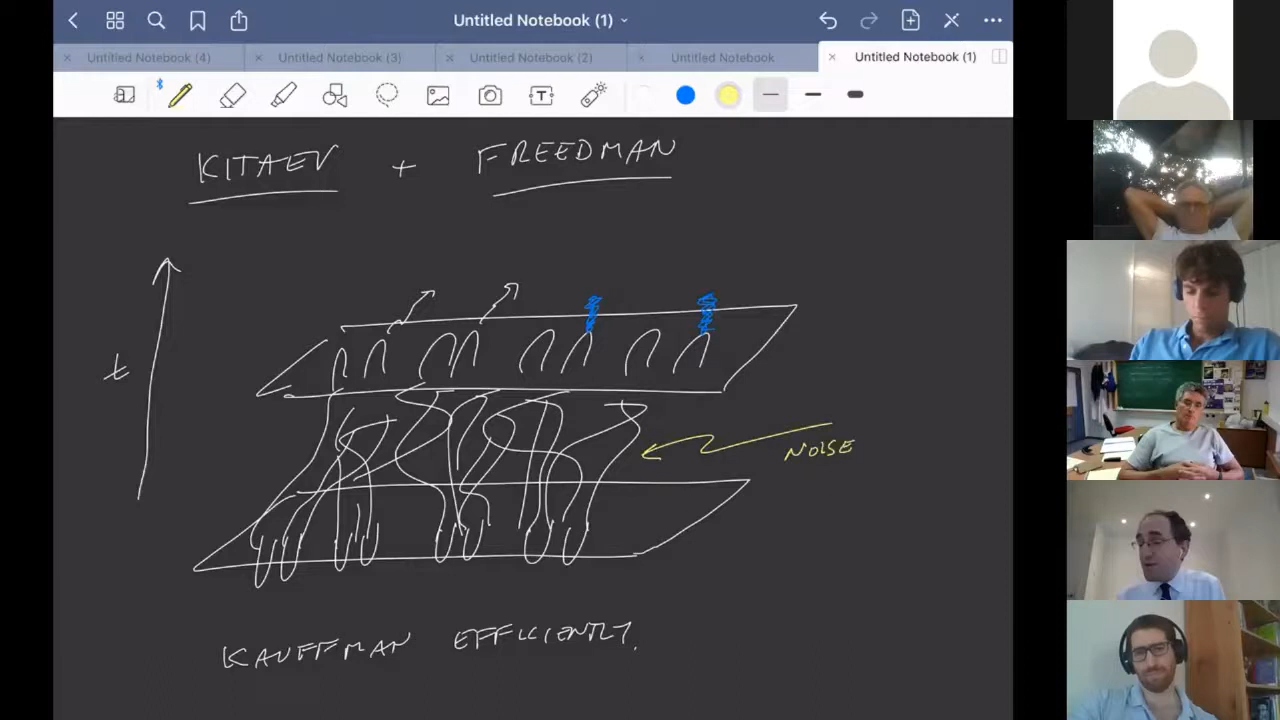 Untitled Notebook (1)
Untitled Notebook (4)
Untitled Notebook (3)
Untitled Notebook (2)
Untitled Notebook
Untitled Notebook (1)
T
KITAEV + FREEDMAN
t
NOISE
KAUFFMAN EFFICIENTLY.